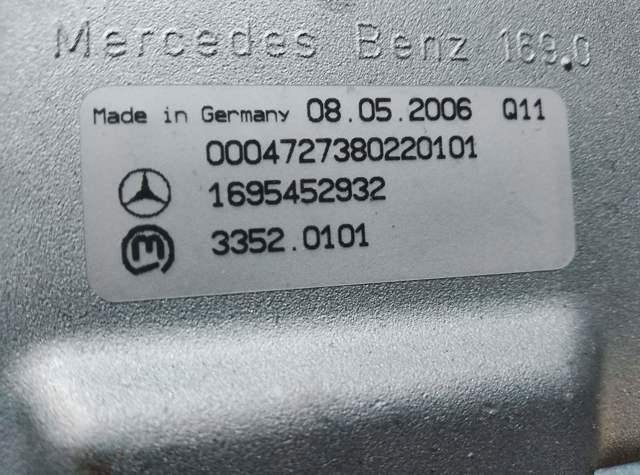 Mercedes Benz 169.0
Made in Germany 08.05.2006 Q11
0004727380220101
1695452932
m 3352.0101